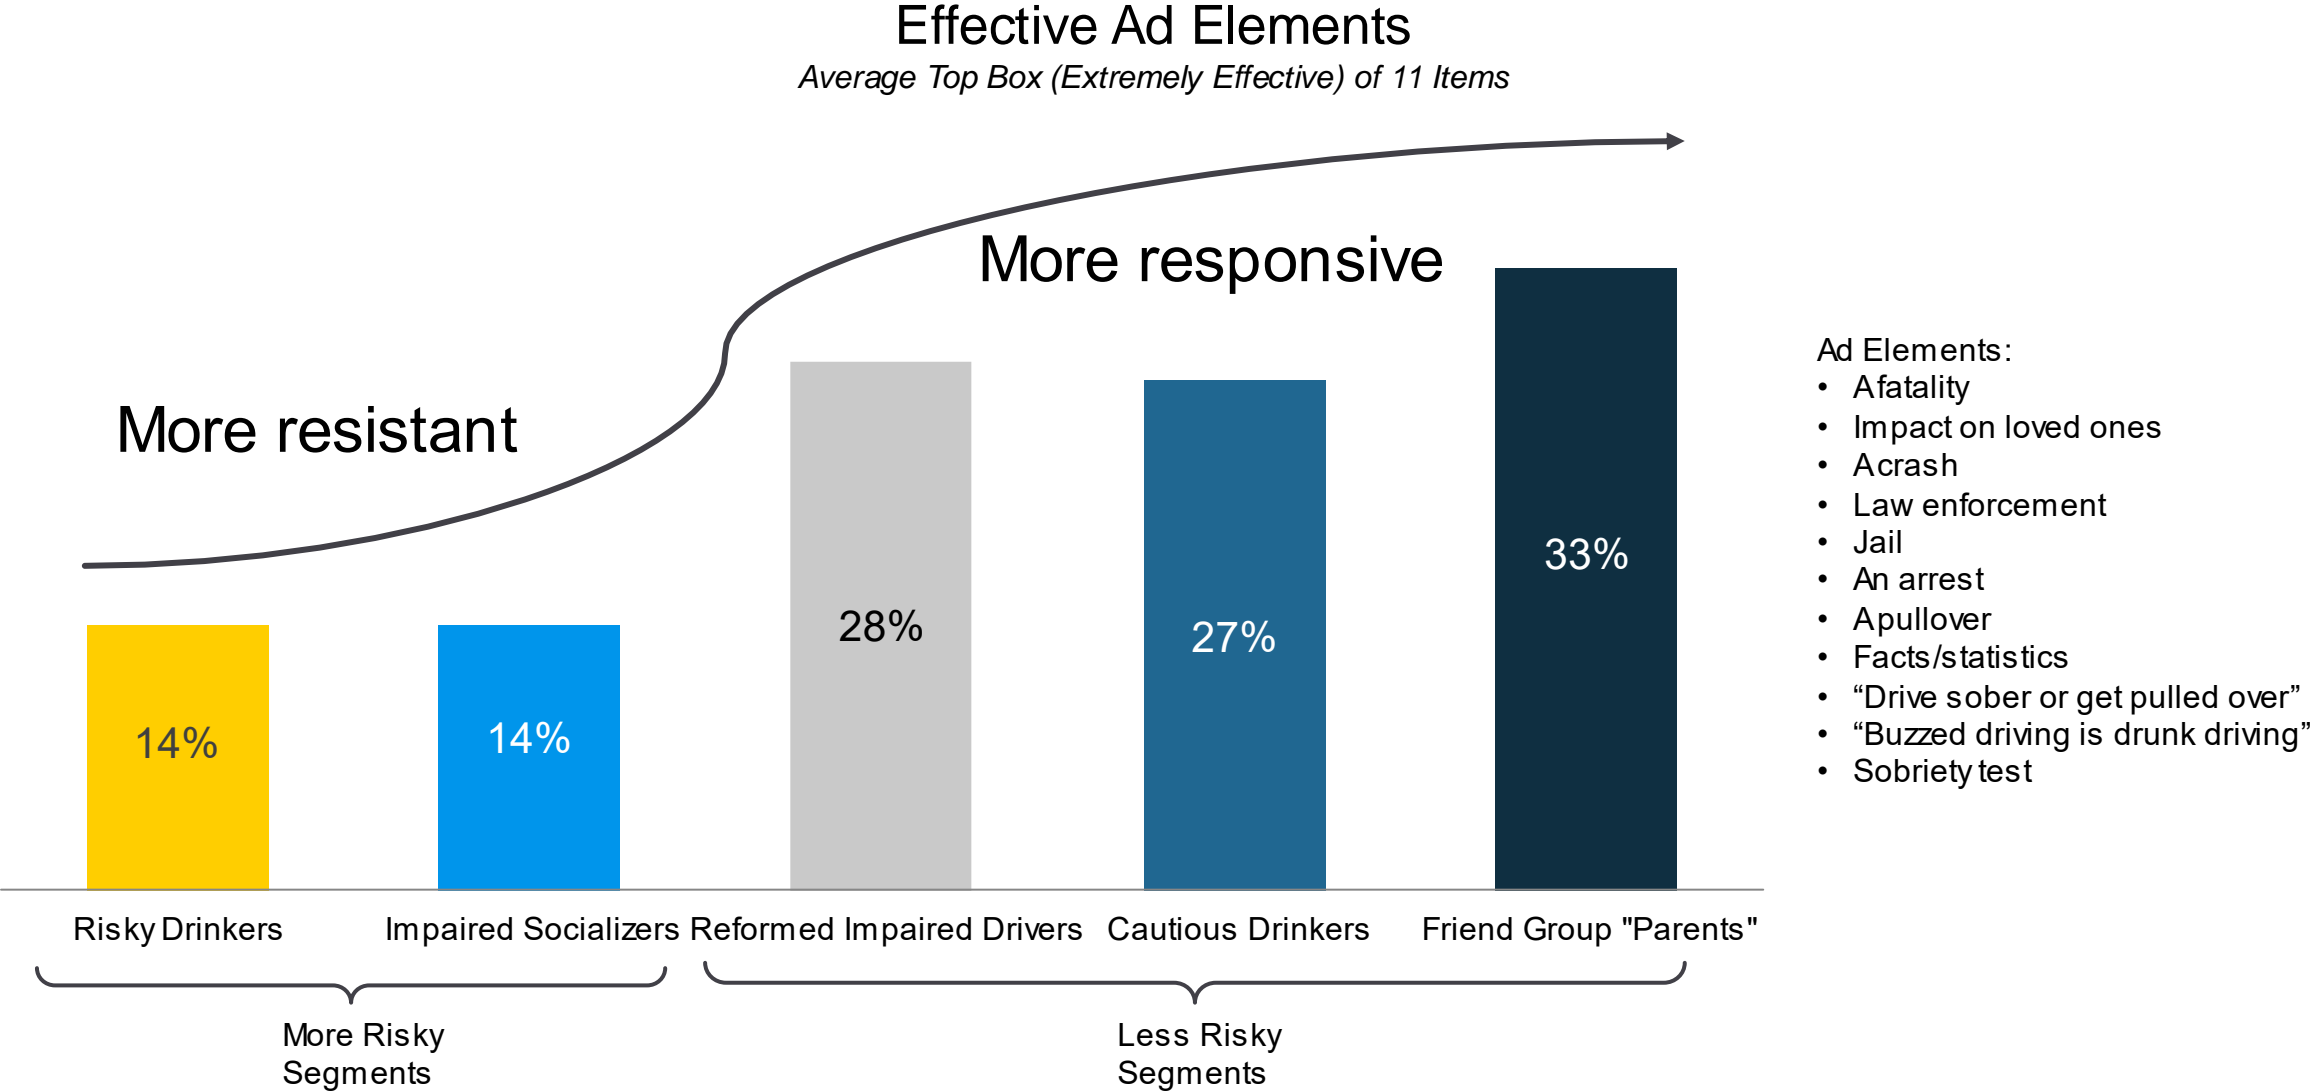 Effective Ad Elements
Average Top Box (Extremely Effective) of 11 Items
More responsive
More resistant
14%
14%
28%
27%
33%
Ad Elements:
• A fatality
• Impact on loved ones
• A crash
• Law enforcement
• Jail
• An arrest
• A pullover
• Facts/statistics
• “Drive sober or get pulled over”
• “Buzzed driving is drunk driving”
• Sobriety test
Risky Drinkers
Impaired Socializers
Reformed Impaired Drivers
Cautious Drinkers
Friend Group "Parents"
More Risky
Segments
Less Risky
Segments